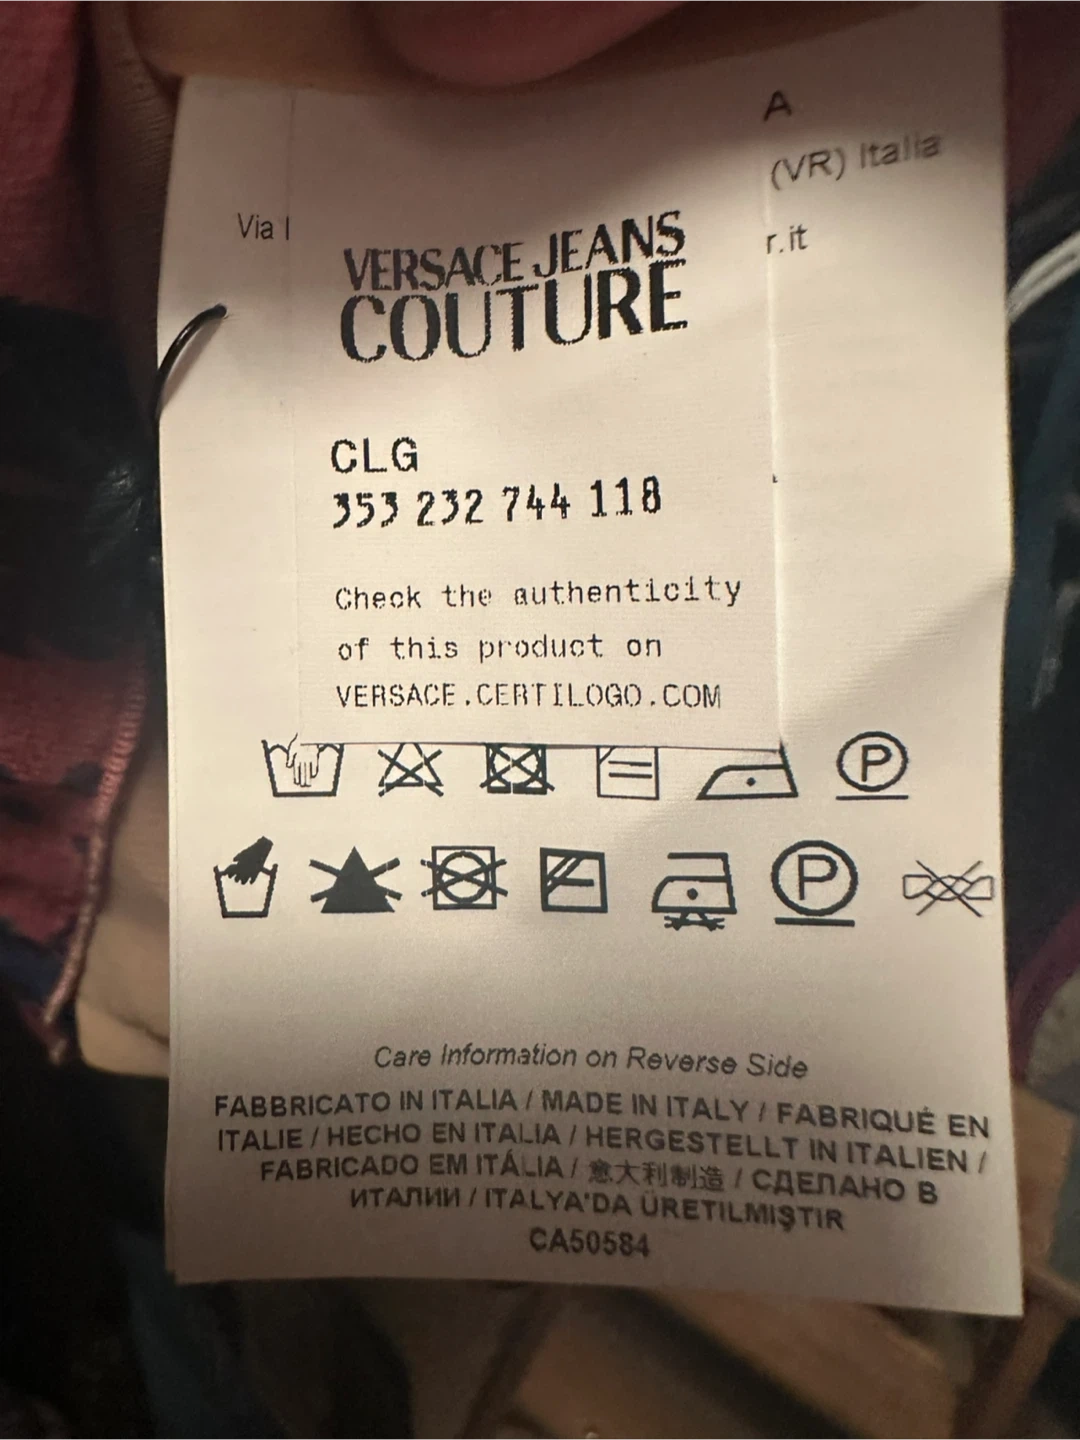 A
(VR) Italia
Via
r.it
VERSACE JEANS
COUTURE
CLG
353 232 744 118
Check the authenticity
of this product on
VERSACE.CERTILOGO.COM
P
P
Care Information on Reverse Side
FABBRICATO IN ITALIA / MADE IN ITALY / FABRIQUÉ EN
ITALIE / HECHO EN ITALIA / HERGESTELLT IN ITALIEN /
FABRICADO EM ITÁLIA / 意大利制造 / СДЕЛАНО В
ИТАЛИИ / ITALYA'DA ÜRETILMIŞTIR
CA50584